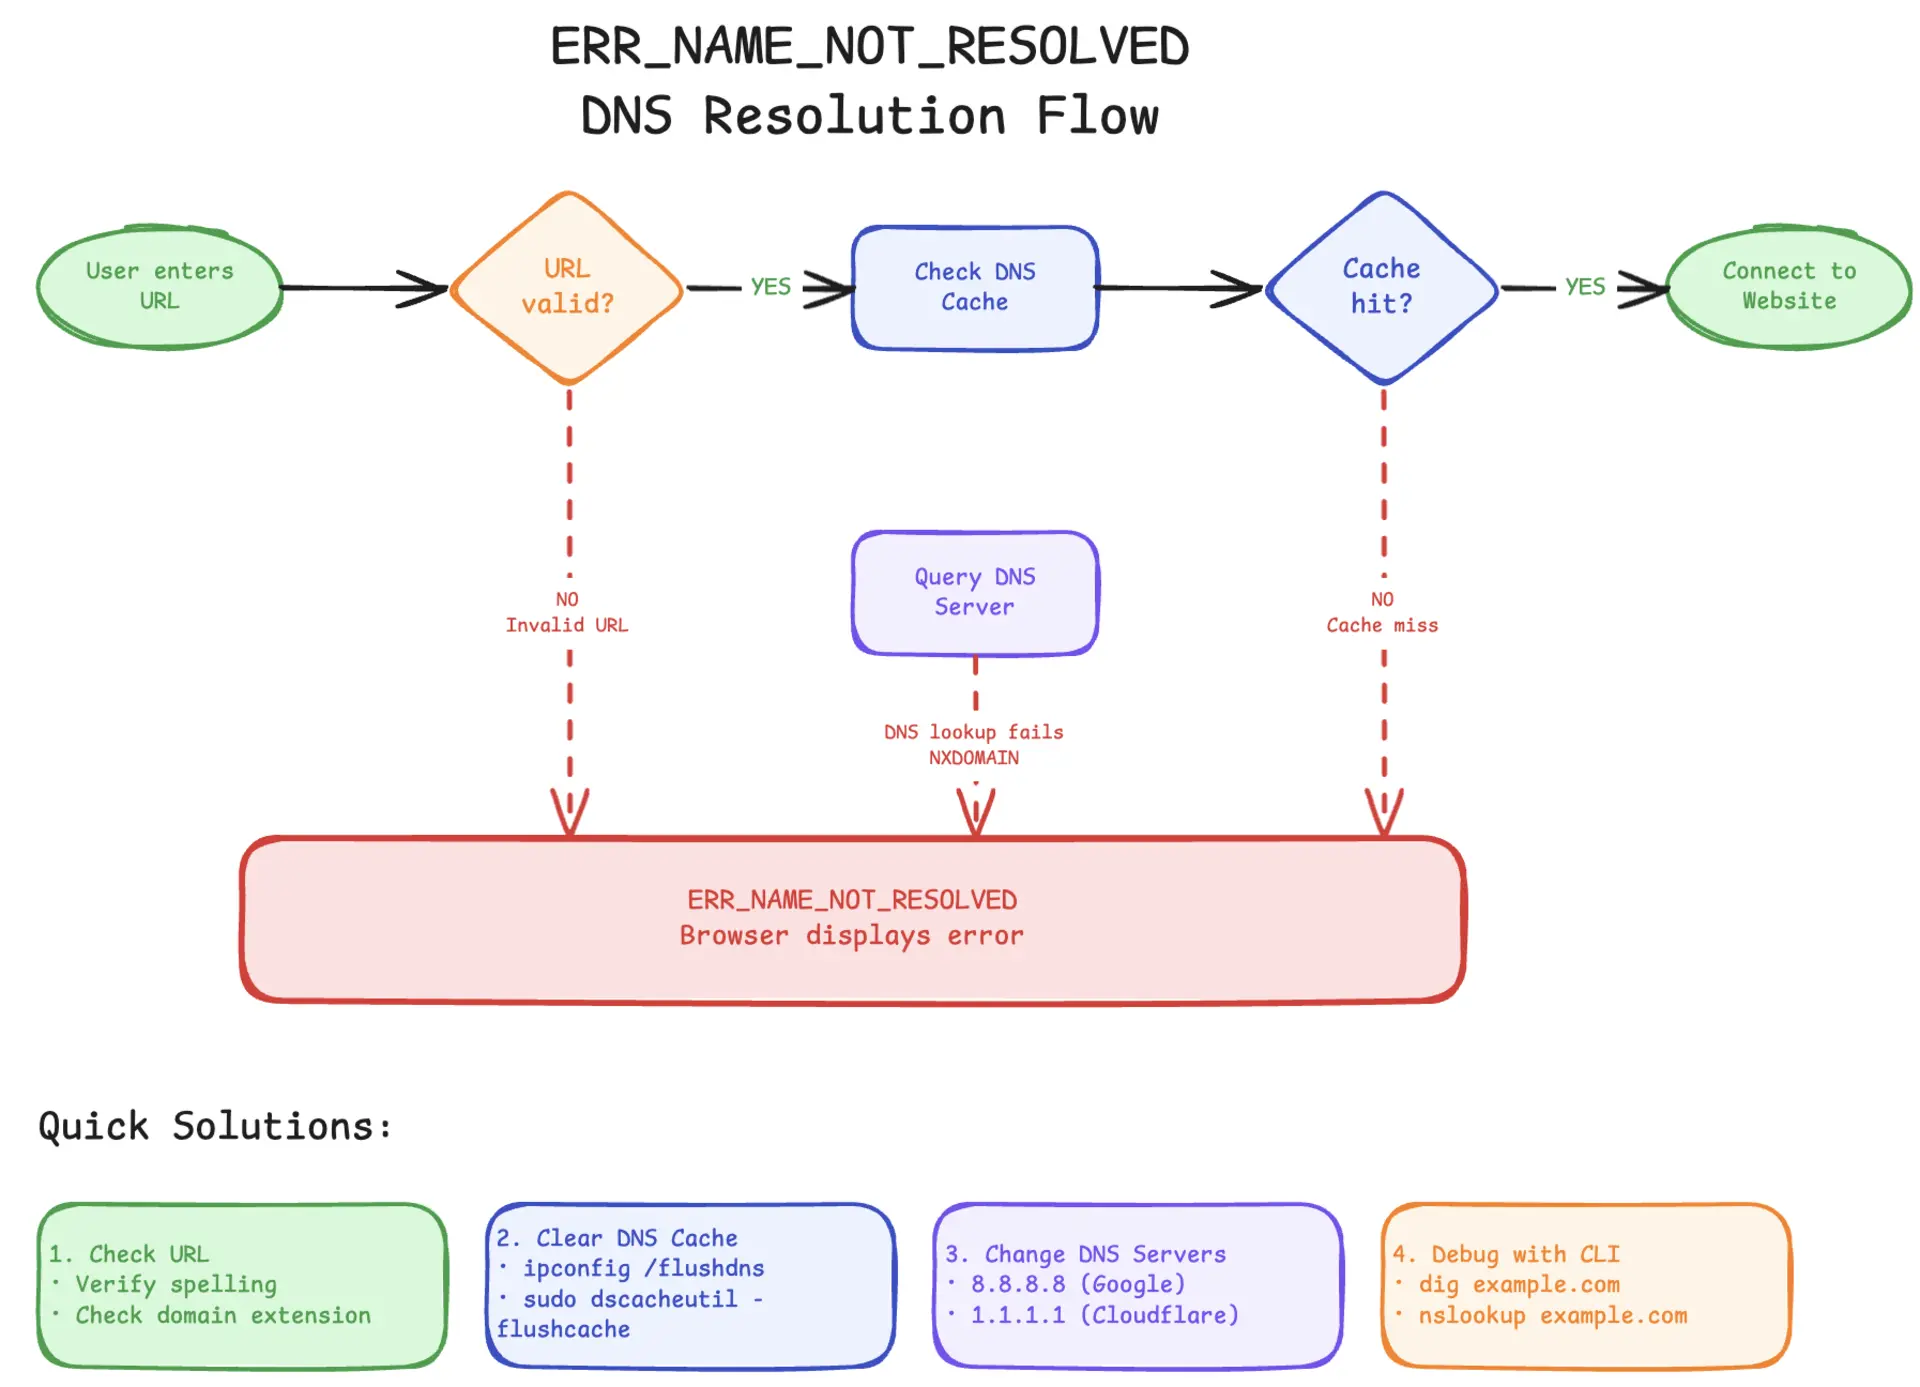 ERR_NAME_NOT_RESOLVED
DNS Resolution Flow
User enters
URL
URL
valid?
YES
Check DNS
Cache
Cache
hit?
YES
Connect to
Website
Query DNS
Server
NO
Invalid URL
NO
Cache miss
DNS lookup fails
NXDOMAIN
ERR_NAME_NOT_RESOLVED
Browser displays error
Quick Solutions:
1. Check URL
• Verify spelling
• Check domain extension
2. Clear DNS Cache
• ipconfig /flushdns
• sudo dscacheutil -
flushcache
3. Change DNS Servers
• 8.8.8.8 (Google)
• 1.1.1.1 (Cloudflare)
4. Debug with CLI
• dig example.com
• nslookup example.com